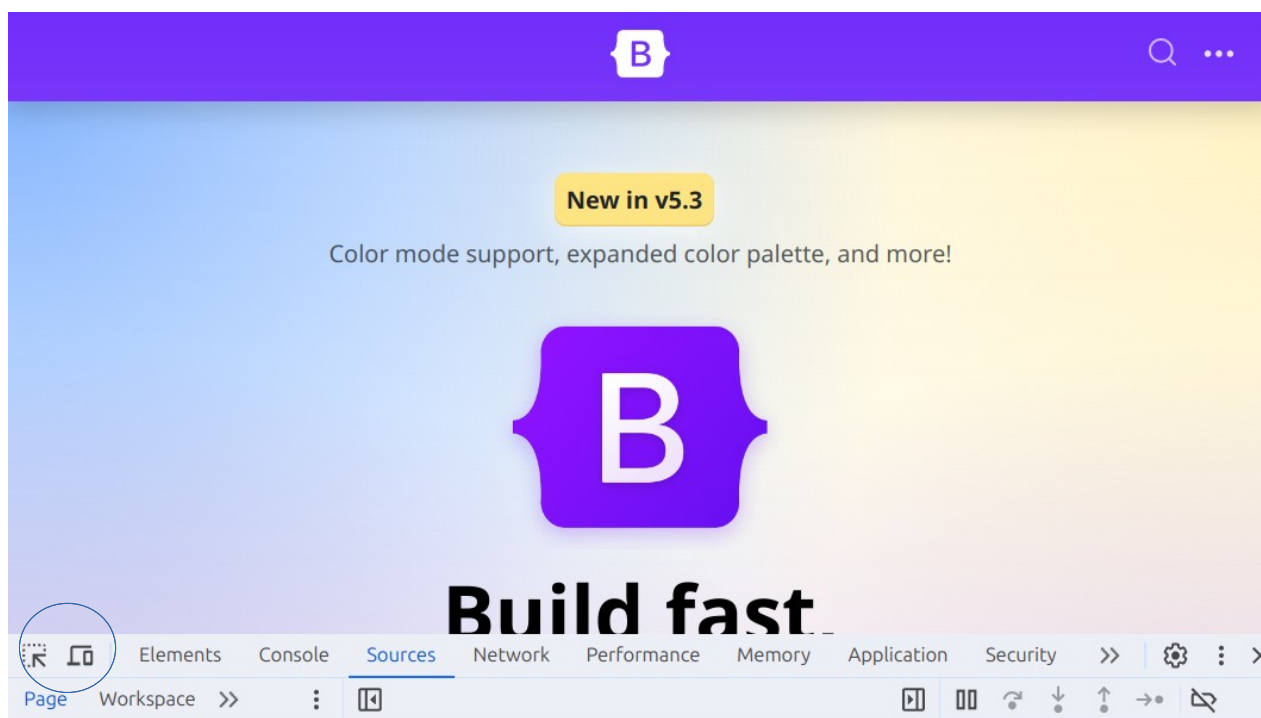 B
New in v5.3
Color mode support, expanded color palette, and more!
B
Build fast.
Elements Console Sources Network Performance Memory Application Security
Page Workspace